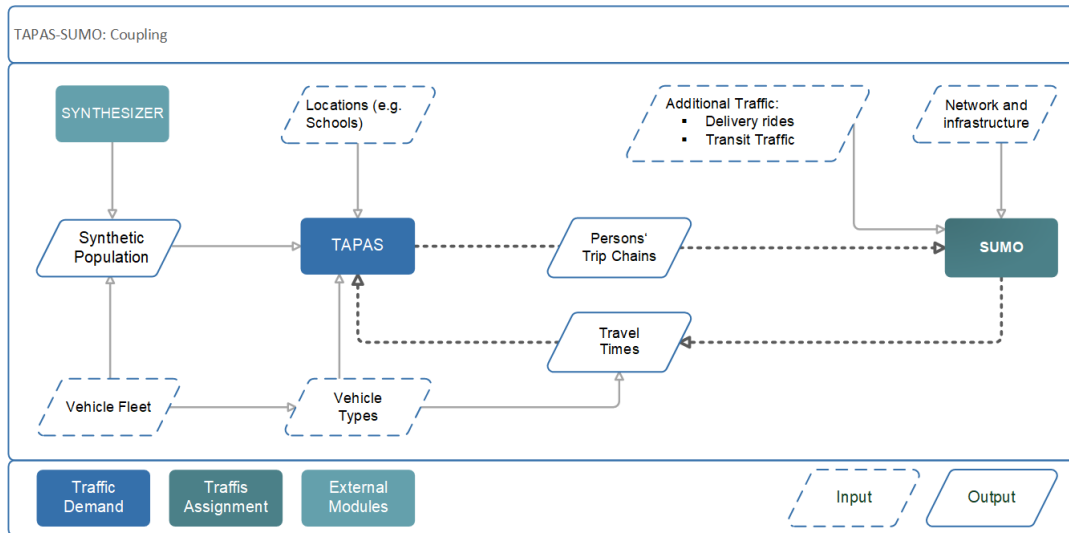 TAPAS-SUMO: Coupling
SYNTHESIZER
Locations (e.g.
Schools)
Additional Traffic:
▪ Delivery rides
▪ Transit Traffic
Network and
infrastructure
Synthetic
Population
TAPAS
Persons‘
Trip Chains
SUMO
Travel
Times
Vehicle Fleet
Vehicle
Types
Traffic
Demand
Traffis
Assignment
External
Modules
Input
Output